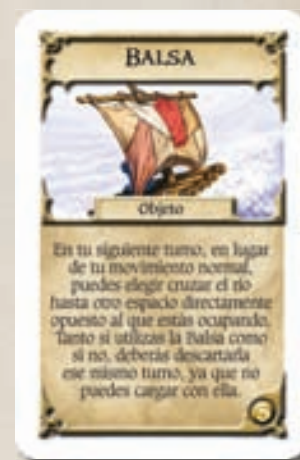 BALSA
Objeto
En tu siguiente turno, en lugar
de tu movimiento normal,
puedes elegir cruzar el río
hasta otro espacio directamente
opuesto al que estás ocupando.
Tanto si utilizas la Balsa como
si no, deberás descartarla
ese mismo turno, ya que no
puedes cargar con ella.